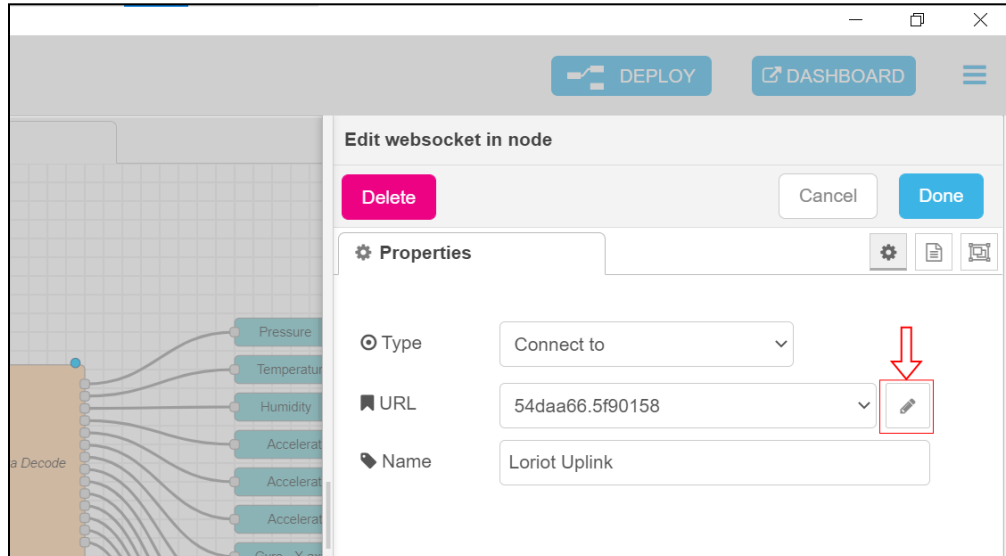 DEPLOY
DASHBOARD
Edit websocket in node
Delete
Cancel
Done
Properties
Type
Connect to
URL
54daa66.5f90158
Name
Loriot Uplink
Pressure
Temperatur
Humidity
Accelerat
Accelerat
Accelerat
a Decode